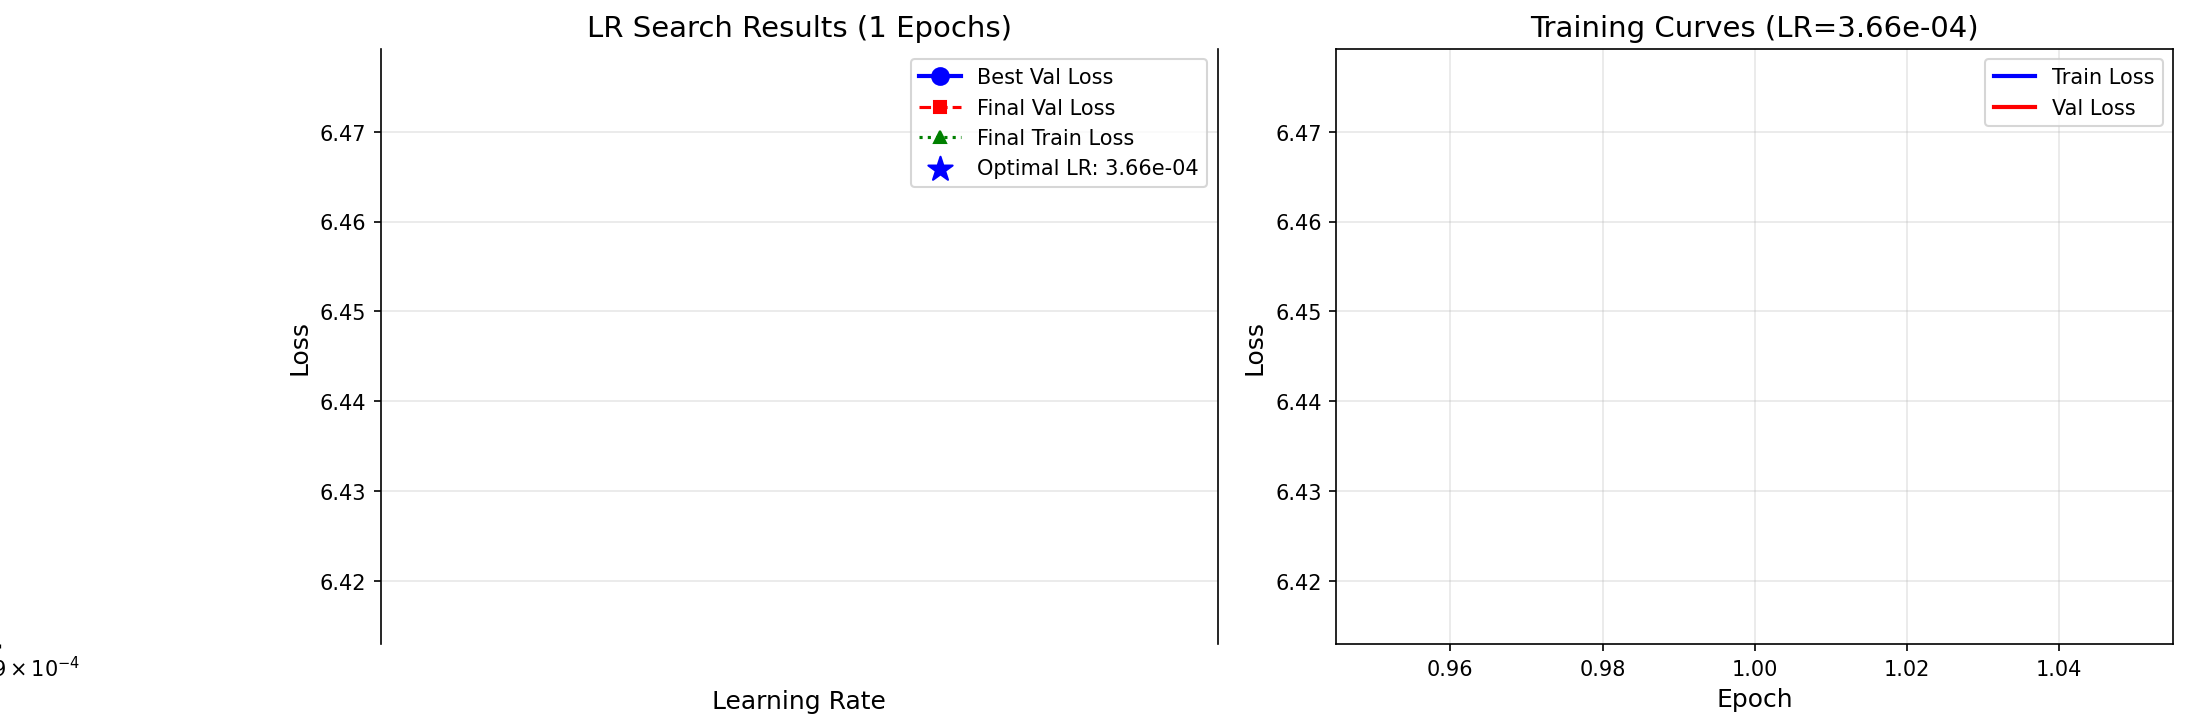 LR Search Results (1 Epochs)
Best Val Loss
Final Val Loss
Final Train Loss
Optimal LR: 3.66e-04
6.47
6.46
6.45
6.44
6.43
6.42
Loss
9 × 10⁻⁴
Learning Rate
Training Curves (LR=3.66e-04)
Train Loss
Val Loss
6.47
6.46
6.45
6.44
6.43
6.42
Loss
0.96 0.98 1.00 1.02 1.04
Epoch